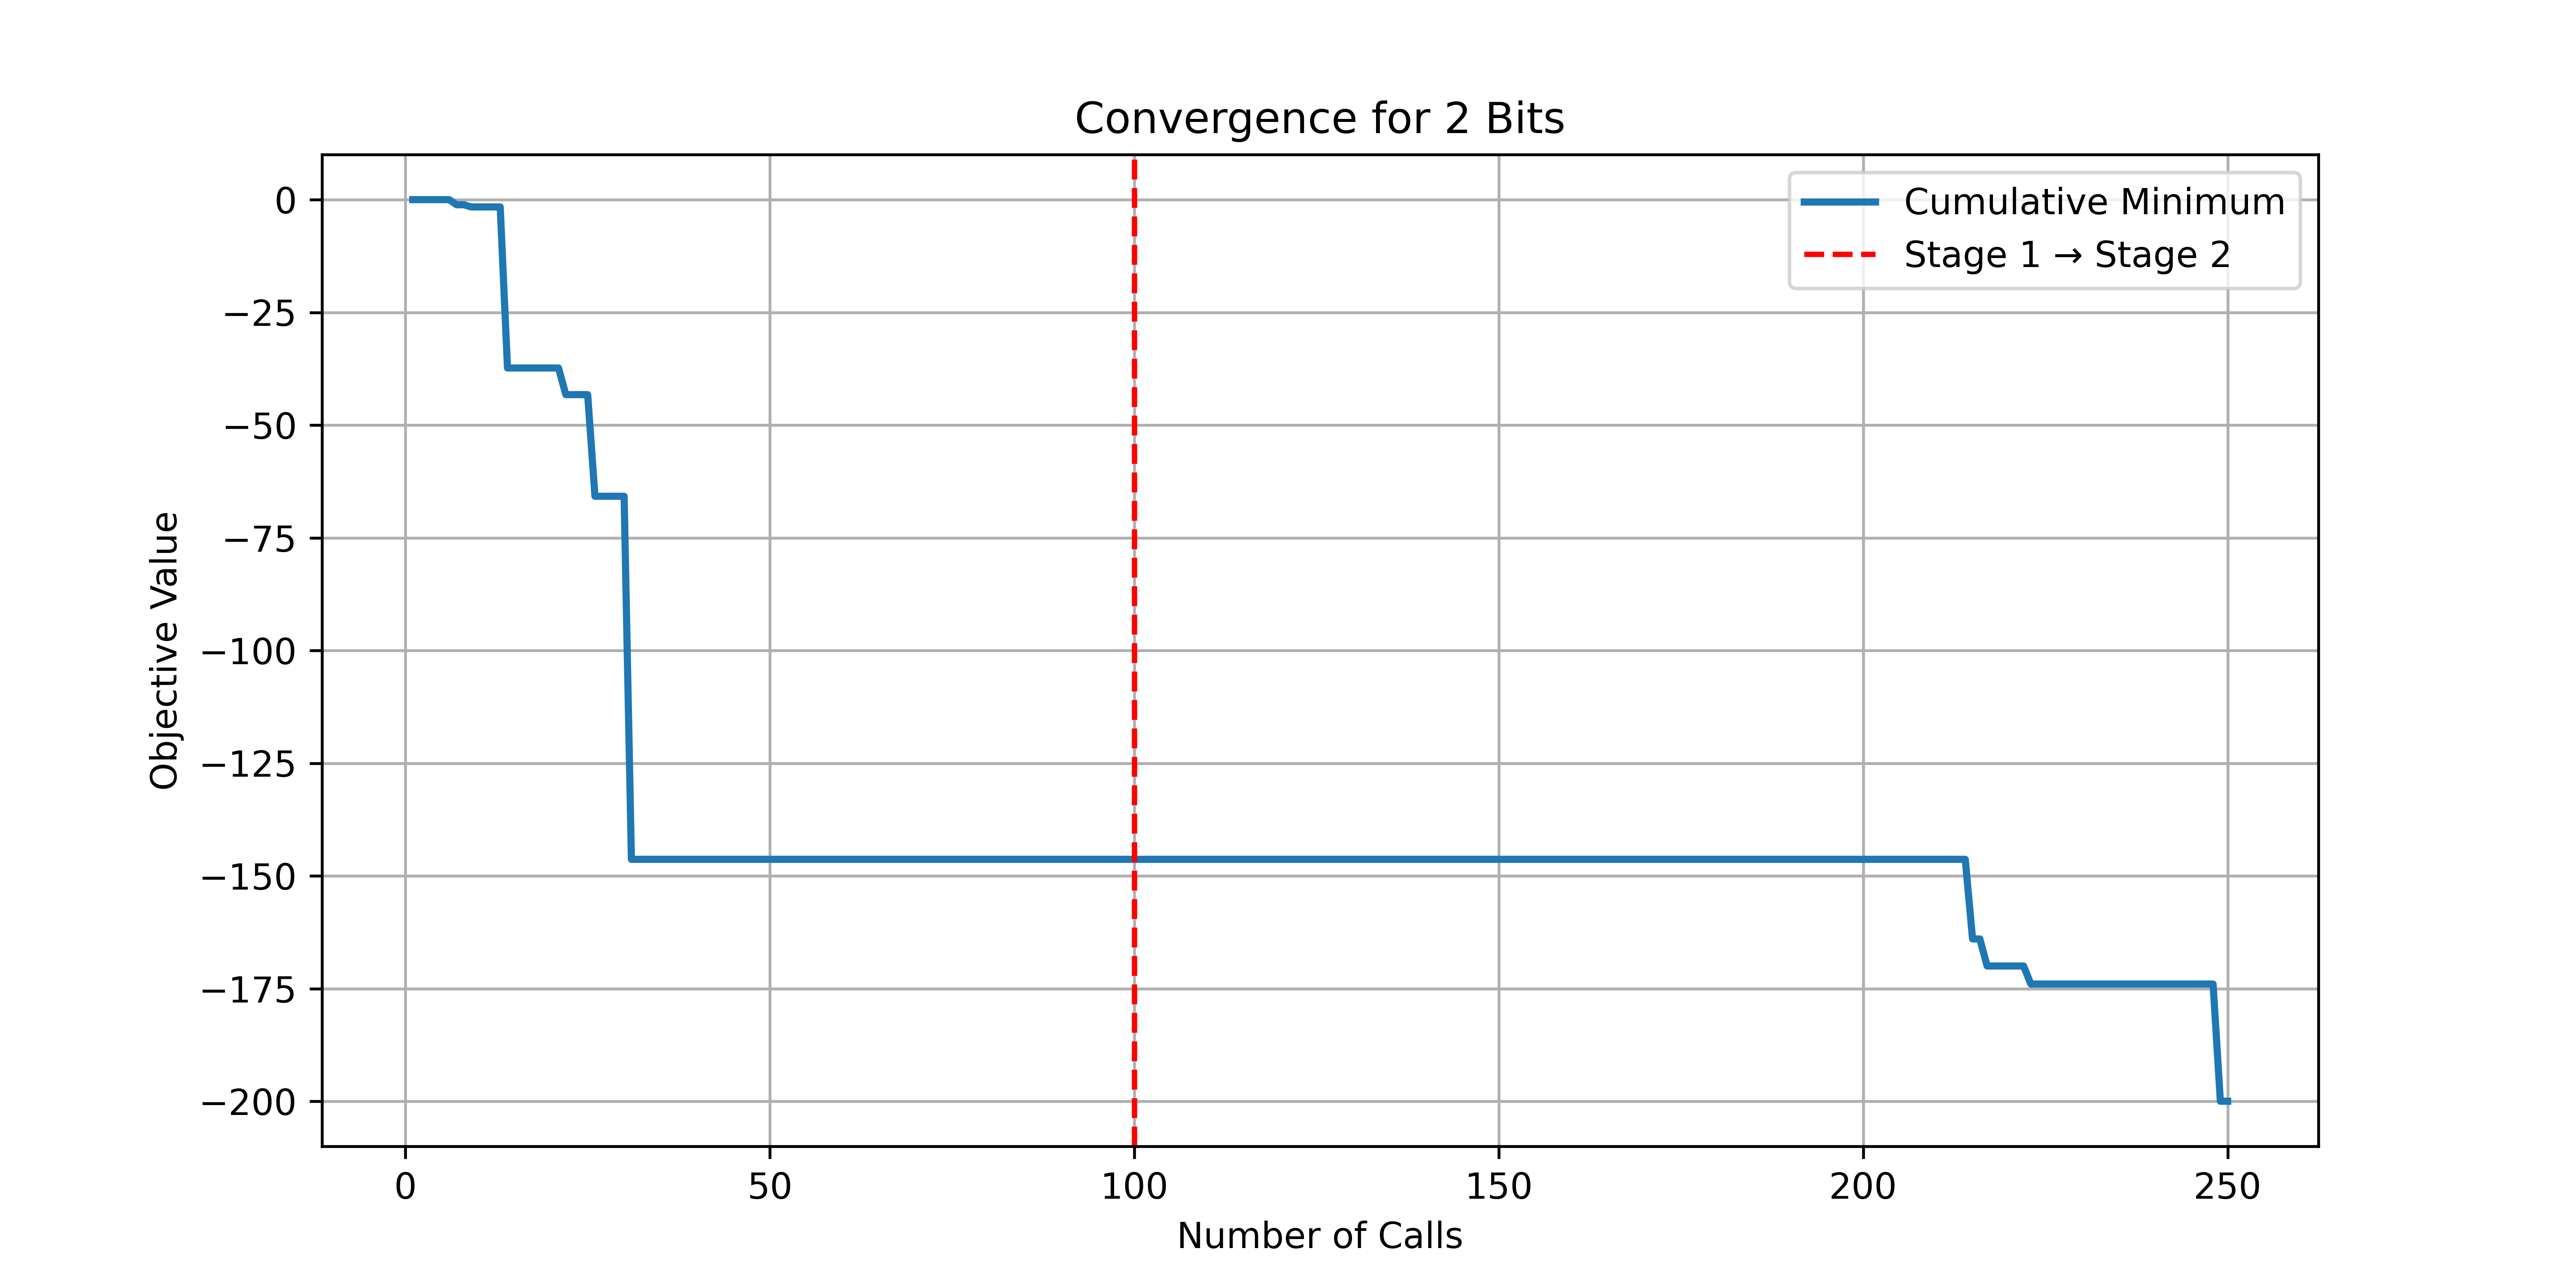 Convergence for 2 Bits
Cumulative Minimum
Stage 1 → Stage 2
Objective Value
0
−25
−50
−75
−100
−125
−150
−175
−200
0 50 100 150 200 250
Number of Calls